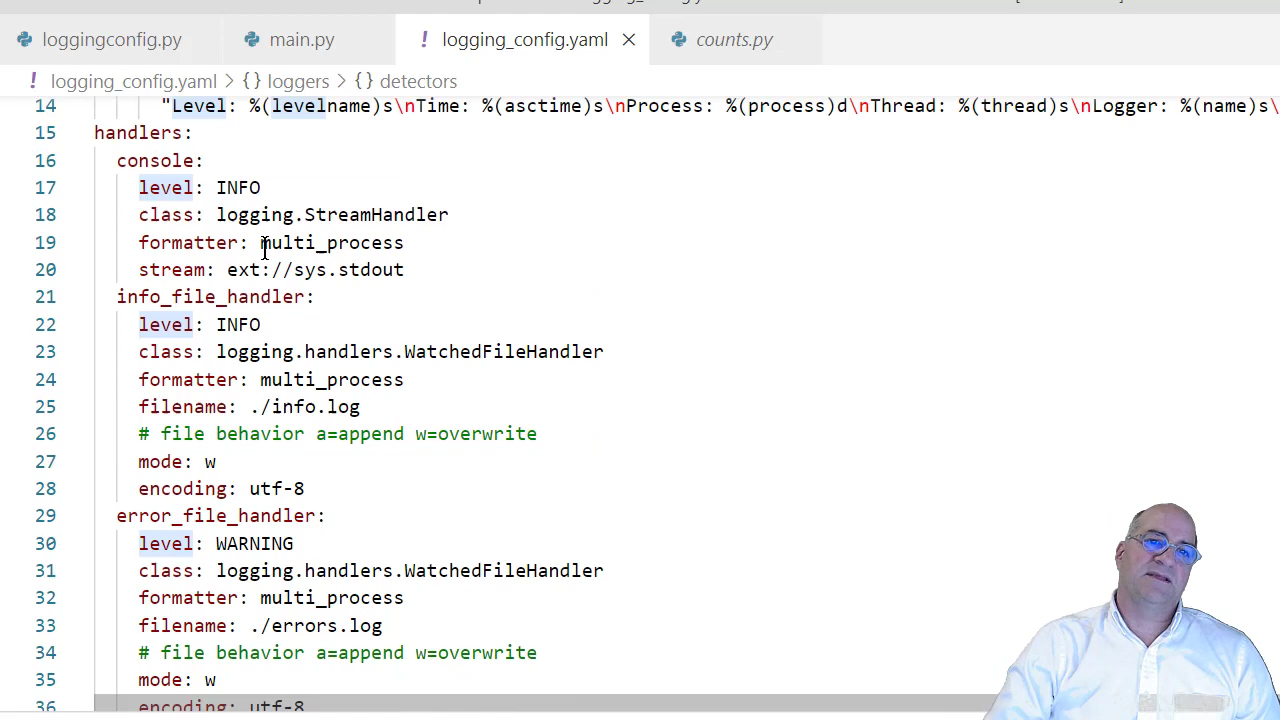 loggingconfig.py main.py ! logging_config.yaml × counts.py
! logging_config.yaml > {} loggers > {} detectors
14 "Level: %(levelname)s\nTime: %(asctime)s\nProcess: %(process)d\nThread: %(thread)s\nLogger: %(name)s\
15 handlers:
16 console:
17 level: INFO
18 class: logging.StreamHandler
19 formatter: multi_process
20 stream: ext://sys.stdout
21 info_file_handler:
22 level: INFO
23 class: logging.handlers.WatchedFileHandler
24 formatter: multi_process
25 filename: ./info.log
26 # file behavior a=append w=overwrite
27 mode: w
28 encoding: utf-8
29 error_file_handler:
30 level: WARNING
31 class: logging.handlers.WatchedFileHandler
32 formatter: multi_process
33 filename: ./errors.log
34 # file behavior a=append w=overwrite
35 mode: w
36 encoding: utf-8